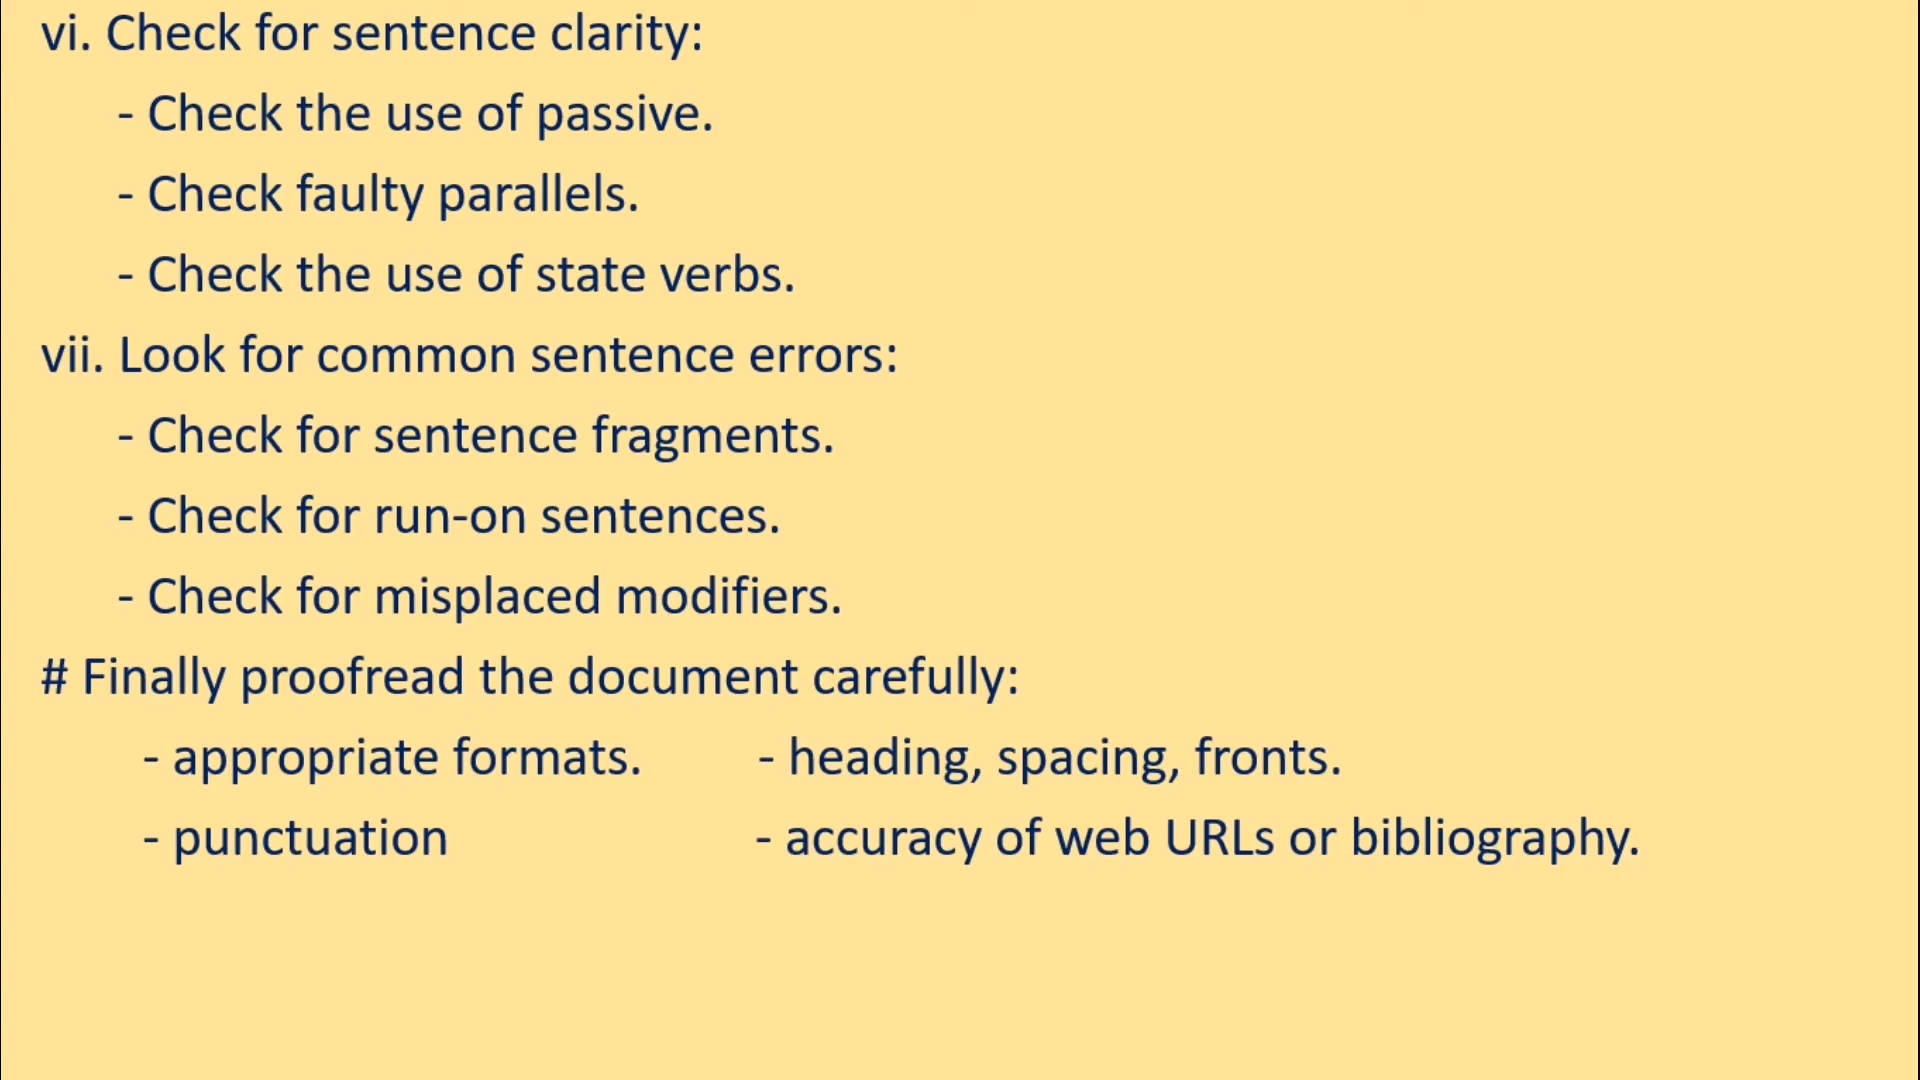 vi. Check for sentence clarity:
- Check the use of passive.
- Check faulty parallels.
- Check the use of state verbs.
vii. Look for common sentence errors:
- Check for sentence fragments.
- Check for run-on sentences.
- Check for misplaced modifiers.
# Finally proofread the document carefully:
- appropriate formats. - heading, spacing, fronts.
- punctuation - accuracy of web URLs or bibliography.